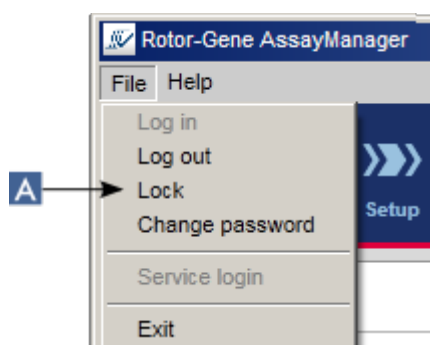 Rotor-Gene AssayManager
File Help
Log in
Log out
A Lock
Change password
Setup
Service login
Exit